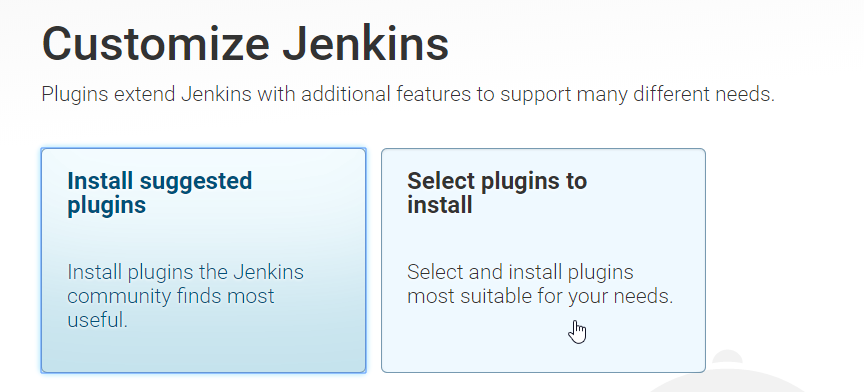 Customize Jenkins
Plugins extend Jenkins with additional features to support many different needs.
Install suggested
plugins
Install plugins the Jenkins
community finds most
useful.
Select plugins to
install
Select and install plugins
most suitable for your needs.